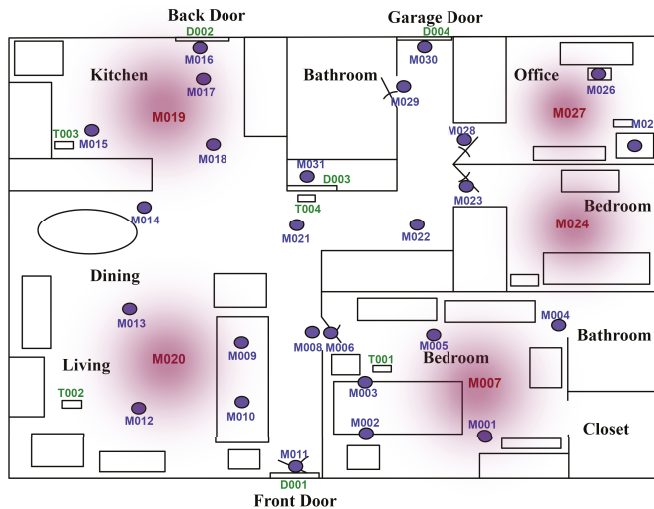 Back Door
D002
Garage Door
D004
M016
M030
Kitchen
Bathroom
Office
M017
M026
M029
M019
M027
T003
M015
M028
M02
M018
M031
D003
M023
Bedroom
T004
M014
M021
M022
M024
Dining
M013
M004
M008
M006
Bathroom
M009
M005
Living
M020
T001
Bedroom
M007
M003
T002
M012
M010
M002
M001
Closet
M011
D001
Front Door